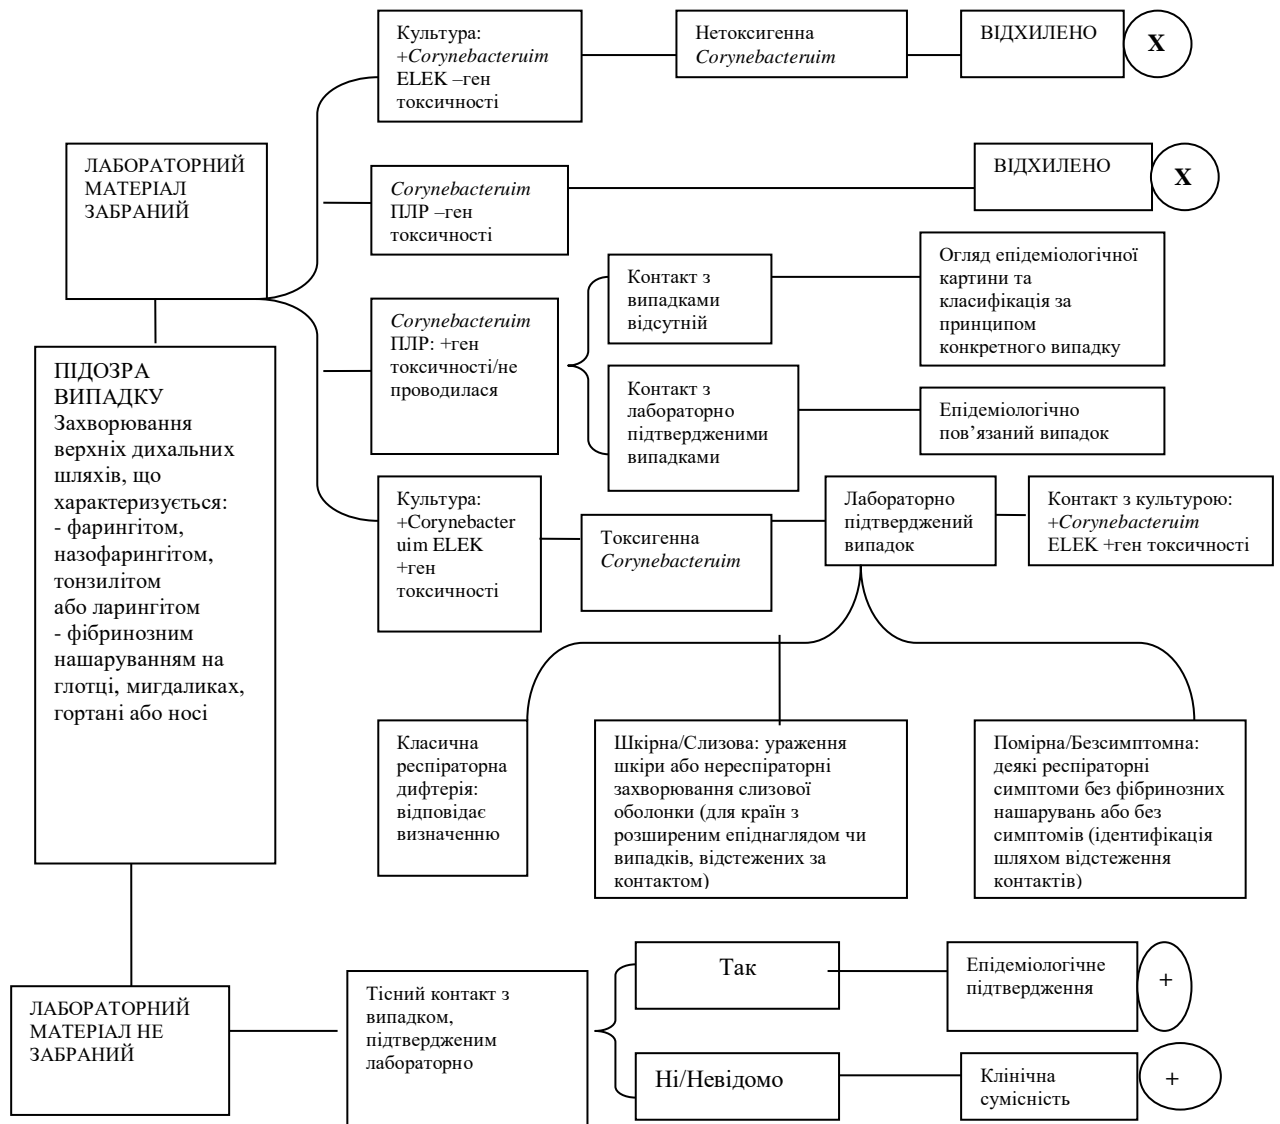 Культура:
+Corynebacteruim
ELEK –ген
токсичності
Нетоксигенна
Corynebacteruim
ВІДХИЛЕНО
X
ЛАБОРАТОРНИЙ
МАТЕРІАЛ
ЗАБРАНИЙ
Corynebacteruim
ПЛР –ген
токсичності
ВІДХИЛЕНО
X
Corynebacteruim
ПЛР: +ген
токсичності/не
проводилася
Контакт з
випадками
відсутній
Огляд епідеміологічної
картини та
класифікація за
принципом
конкретного випадку
Контакт з
лабораторно
підтвердженими
випадками
Епідеміологічно
пов’язаний випадок
ПІДОЗРА
ВИПАДКУ
Захворювання
верхніх дихальних
шляхів, що
характеризується:
- фарингітом,
назофарингітом,
тонзилітом
або ларингітом
- фібринозним
нашаруванням на
глотці, мигдаликах,
гортані або носі
Культура:
+Corynebacter
uim ELEK
+ген
токсичності
Токсигенна
Corynebacteruim
Лабораторно
підтверджений
випадок
Контакт з культурою:
+Corynebacteruim
ELEK +ген токсичності
Класична
респіраторна
дифтерія:
відповідає
визначенню
Шкірна/Слизова: ураження
шкіри або нереспіраторні
захворювання слизової
оболонки (для країн з
розширеним епіднаглядом чи
випадків, відстежених за
контактом)
Помірна/Безсимптомна:
деякі респіраторні
симптоми без фібринозних
нашарувань або без
симптомів (ідентифікація
шляхом відстеження
контактів)
ЛАБОРАТОРНИЙ
МАТЕРІАЛ НЕ
ЗАБРАНИЙ
Тісний контакт з
випадком,
підтвердженим
лабораторно
Так
Епідеміологічне
підтвердження
+
Ні/Невідомо
Клінічна
сумісність
+